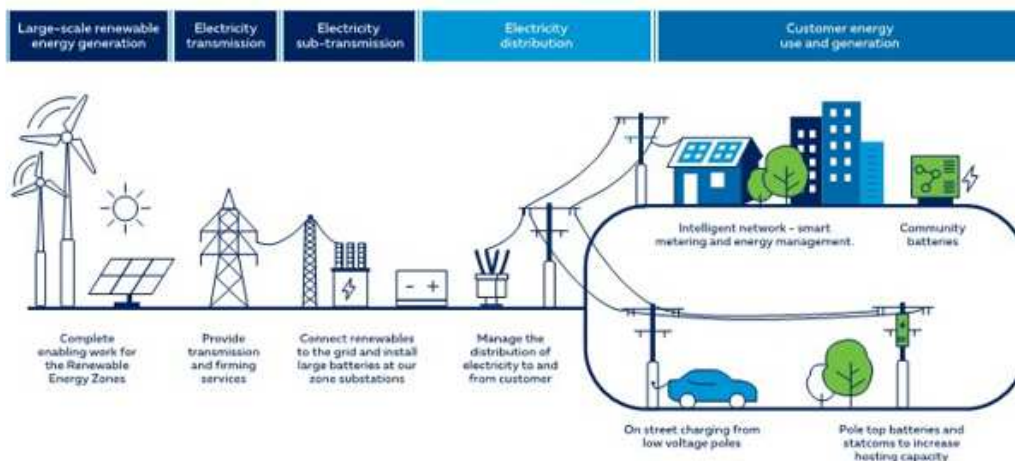 Large-scale renewable
energy generation
Electricity
transmission
Electricity
sub-transmission
Electricity
distribution
Customer energy
use and generation
Intelligent network - smart
metering and energy management.
Community
batteries
Complete
enabling work for
the Renewable
Energy Zones
Provide
transmission
and firming
services
Connect renewables
to the grid and install
large batteries at our
zone substations
Manage the
distribution of
electricity to and
from customer
On street charging from
low voltage poles
Pole top batteries and
statcoms to increase
hosting capacity